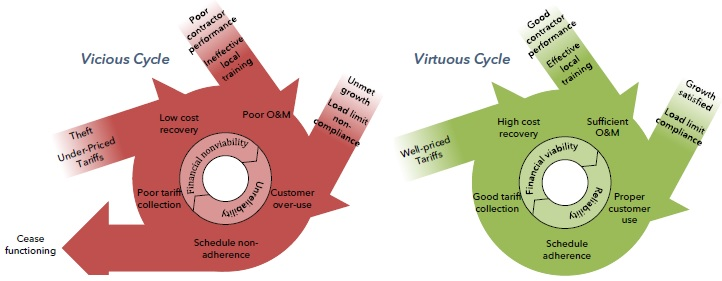 Vicious Cycle
Poor
contractor
performance
Ineffective
local
training
Unmet
growth
Load limit
non-
compliance
Theft
Under-Priced
Tariffs
Low cost
recovery
Poor O&M
Financial nonviability
Unreliability
Poor tariff
collection
Customer
over-use
Schedule non-
adherence
Cease
functioning
Virtuous Cycle
Good
contractor
performance
Effective
local
training
Growth
satisfied
Load limit
compliance
Well-priced
Tariffs
High cost
recovery
Sufficient
O&M
Financial viability
Reliability
Good tariff
collection
Proper
customer
use
Schedule
adherence